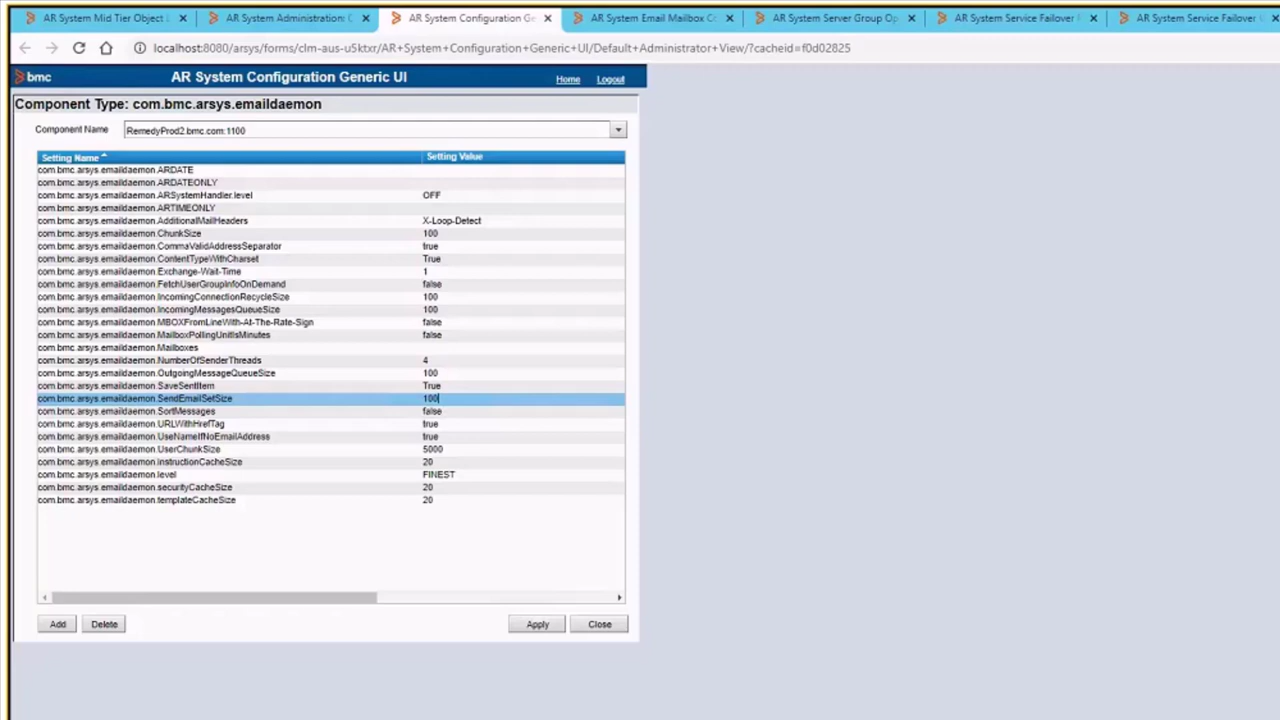 AR System Mid Tier Object L
AR System Administration: C
AR System Configuration Ge
AR System Email Mailbox Co
AR System Server Group Op
AR System Service Failover
AR System Service Failover
localhost:8080/arsys/forms/clm-aus-u5ktxr/AR+System+Configuration+Generic+UI/Default+Administrator+View/?cacheid=f0d02825
bmc AR System Configuration Generic UI Home Logout
Component Type: com.bmc.arsys.emaildaemon
Component Name RemedyProd2.bmc.com:1100
Setting Name Setting Value
com.bmc.arsys.emaildaemon.ARDATE
com.bmc.arsys.emaildaemon.ARDATEONLY
com.bmc.arsys.emaildaemon.ARSystemHandler.level OFF
com.bmc.arsys.emaildaemon.ARTIMEONLY
com.bmc.arsys.emaildaemon.AdditionalMailHeaders X-Loop-Detect
com.bmc.arsys.emaildaemon.ChunkSize 100
com.bmc.arsys.emaildaemon.CommaValidAddressSeparator true
com.bmc.arsys.emaildaemon.ContentTypeWithCharset True
com.bmc.arsys.emaildaemon.Exchange-Wait-Time 1
com.bmc.arsys.emaildaemon.FetchUserGroupInfoOnDemand false
com.bmc.arsys.emaildaemon.IncomingConnectionRecycleSize 100
com.bmc.arsys.emaildaemon.IncomingMessagesQueueSize 100
com.bmc.arsys.emaildaemon.MBOXFromLineWith-At-The-Rate-Sign false
com.bmc.arsys.emaildaemon.MailboxPollingUnitIsMinutes false
com.bmc.arsys.emaildaemon.Mailboxes
com.bmc.arsys.emaildaemon.NumberOfSenderThreads 4
com.bmc.arsys.emaildaemon.OutgoingMessageQueueSize 100
com.bmc.arsys.emaildaemon.SaveSentItem True
com.bmc.arsys.emaildaemon.SendEmailSetSize 100
com.bmc.arsys.emaildaemon.SortMessages false
com.bmc.arsys.emaildaemon.URLWithHrefTag true
com.bmc.arsys.emaildaemon.UseNameIfNoEmailAddress true
com.bmc.arsys.emaildaemon.UserChunkSize 5000
com.bmc.arsys.emaildaemon.instructionCacheSize 20
com.bmc.arsys.emaildaemon.level FINEST
com.bmc.arsys.emaildaemon.securityCacheSize 20
com.bmc.arsys.emaildaemon.templateCacheSize 20
Add Delete Apply Close